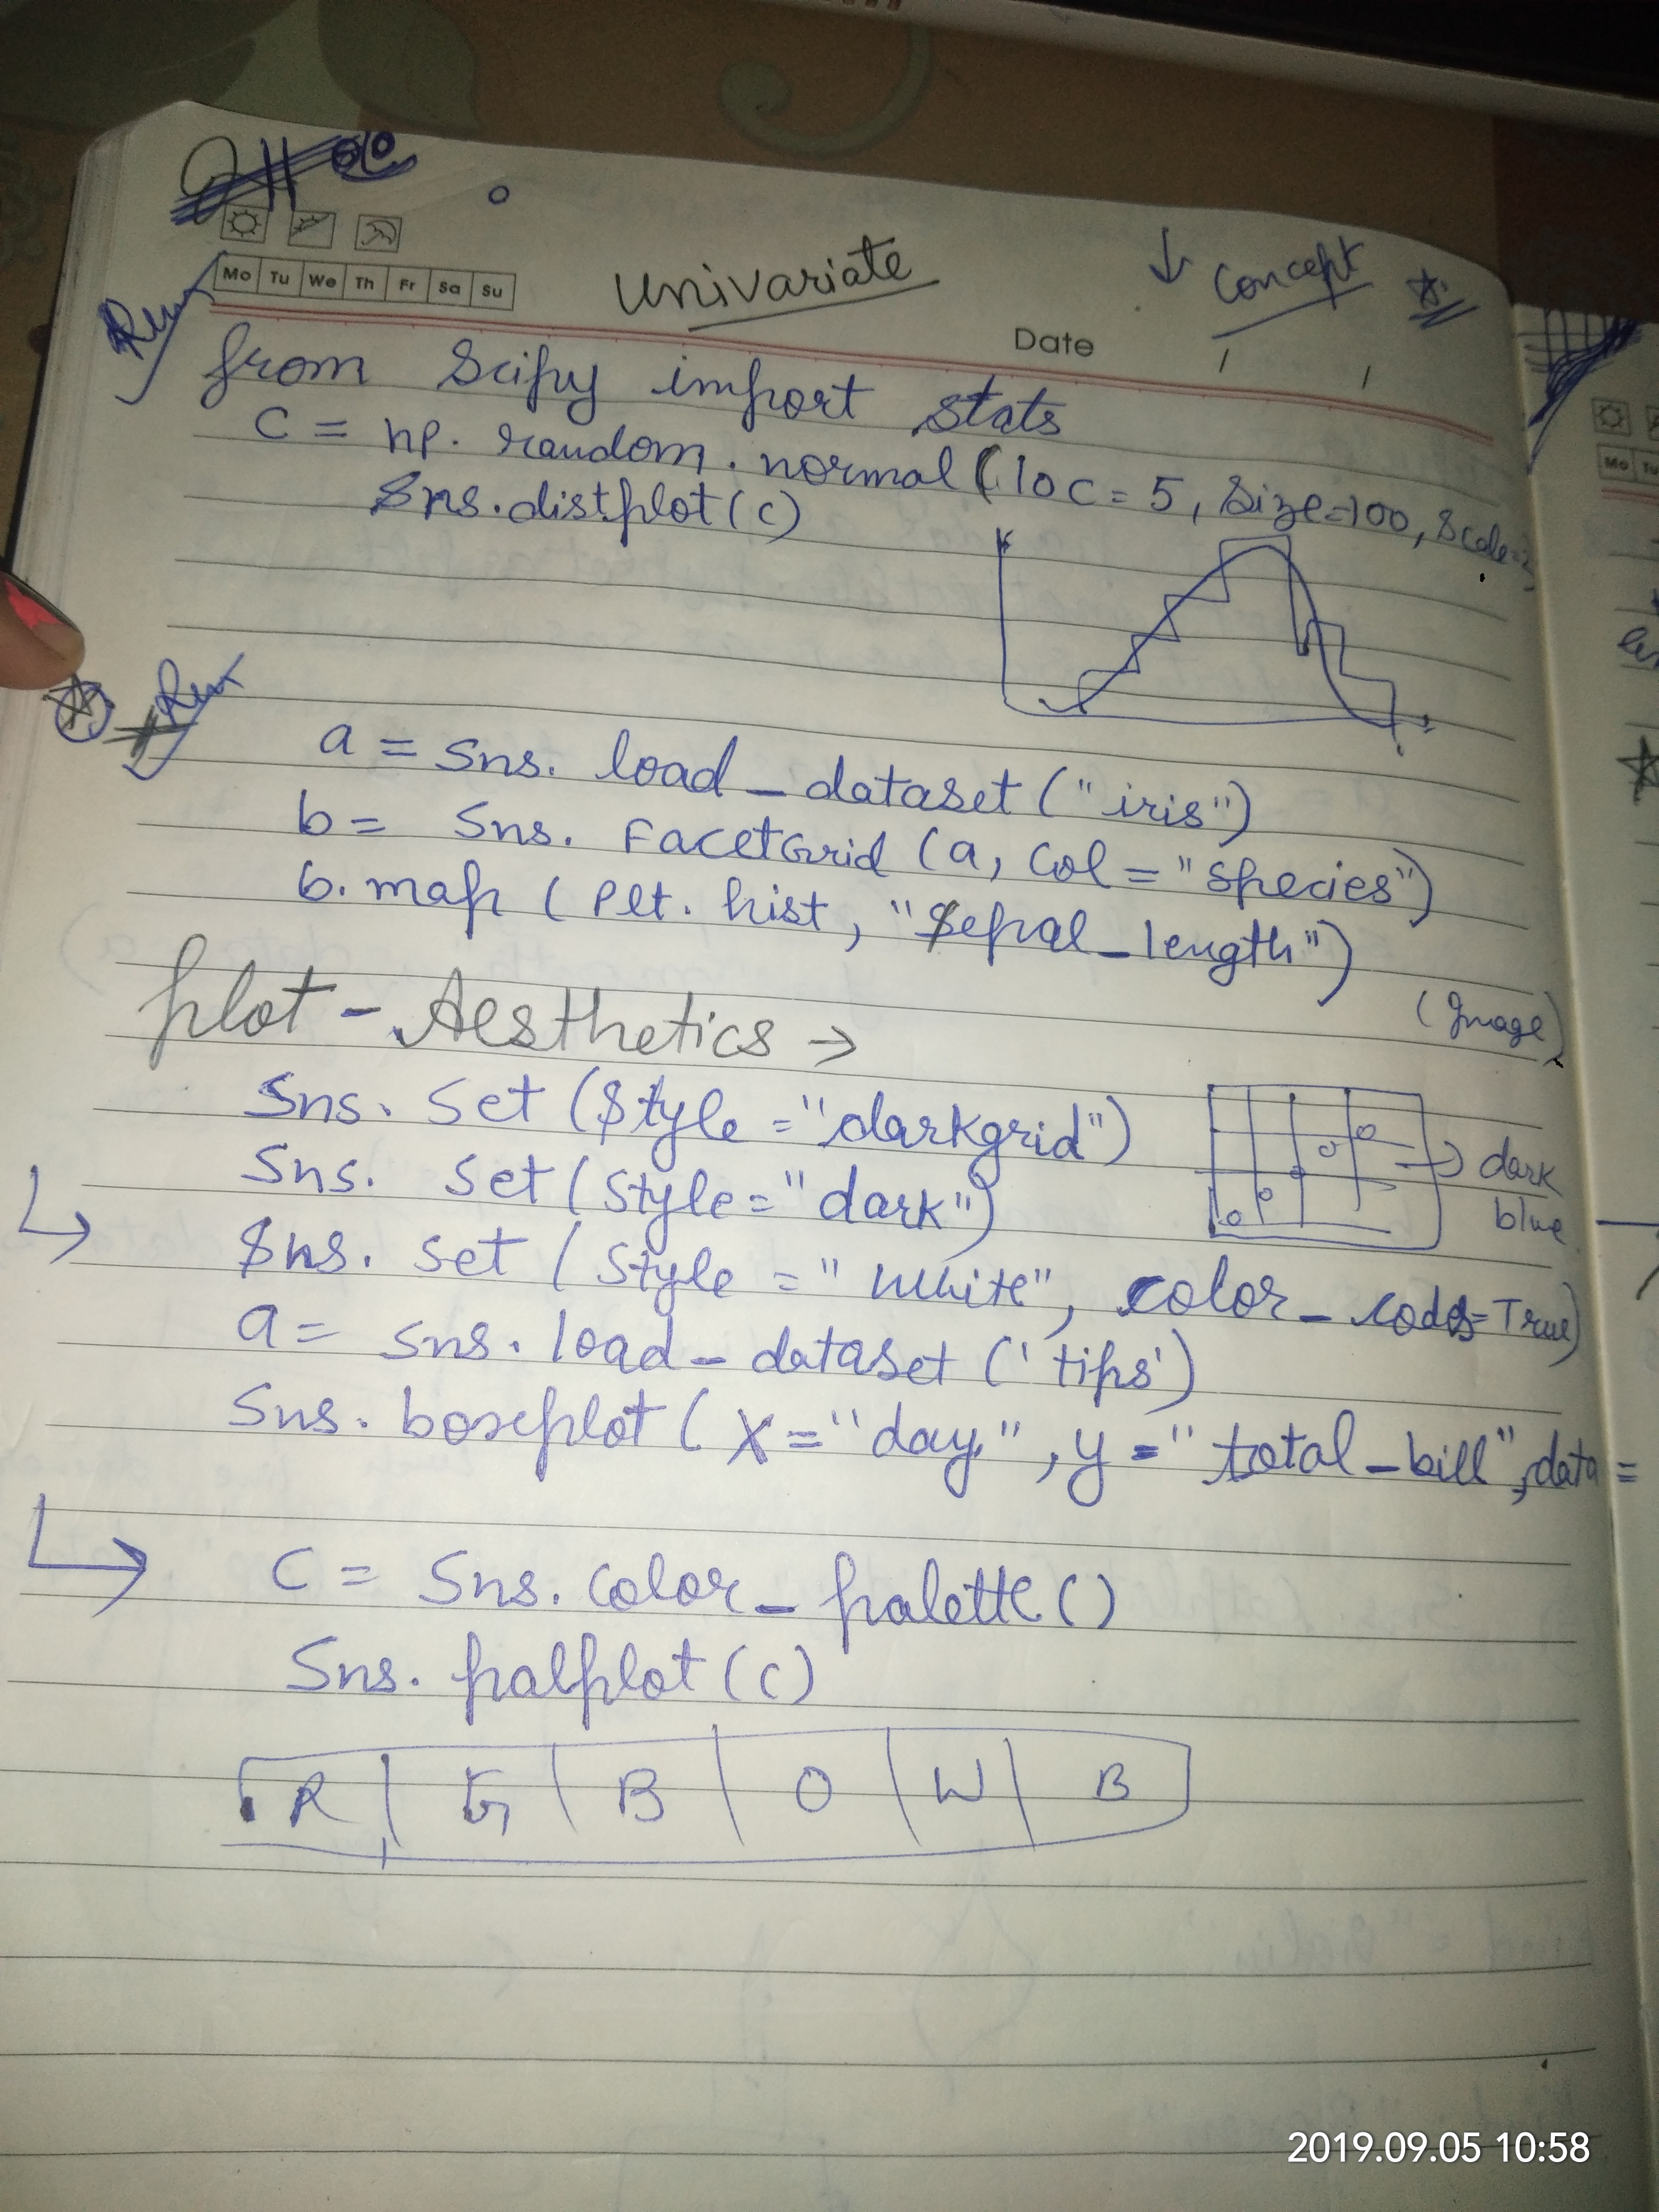 Mo Tu We Th Fr Sa Su
Univariate
↓ Concept
Date / /
Run
from Scipy import stats
C = np. random. normal (loc = 5, Size=100, Scale=
Sns. distplot (c)
Run
a = Sns. load_dataset ("iris")
b = Sns. FacetGrid (a, Col = "Species")
b. map (Plt. hist, "Sepal_length")
(Image)
Plot - Aesthetics →
Sns. Set (Style = "darkgrid")
→ dark
blue
Sns. Set (Style = "dark")
Sns. Set (Style = "White", color_codes=True)
a = Sns. load_dataset ('tips')
Sns. boxplot (X = "day", y = "total_bill", data =
C = Sns. Color_palette ()
Sns. palplot (c)
R G B O W B
Mo Tu
2019.09.05 10:58